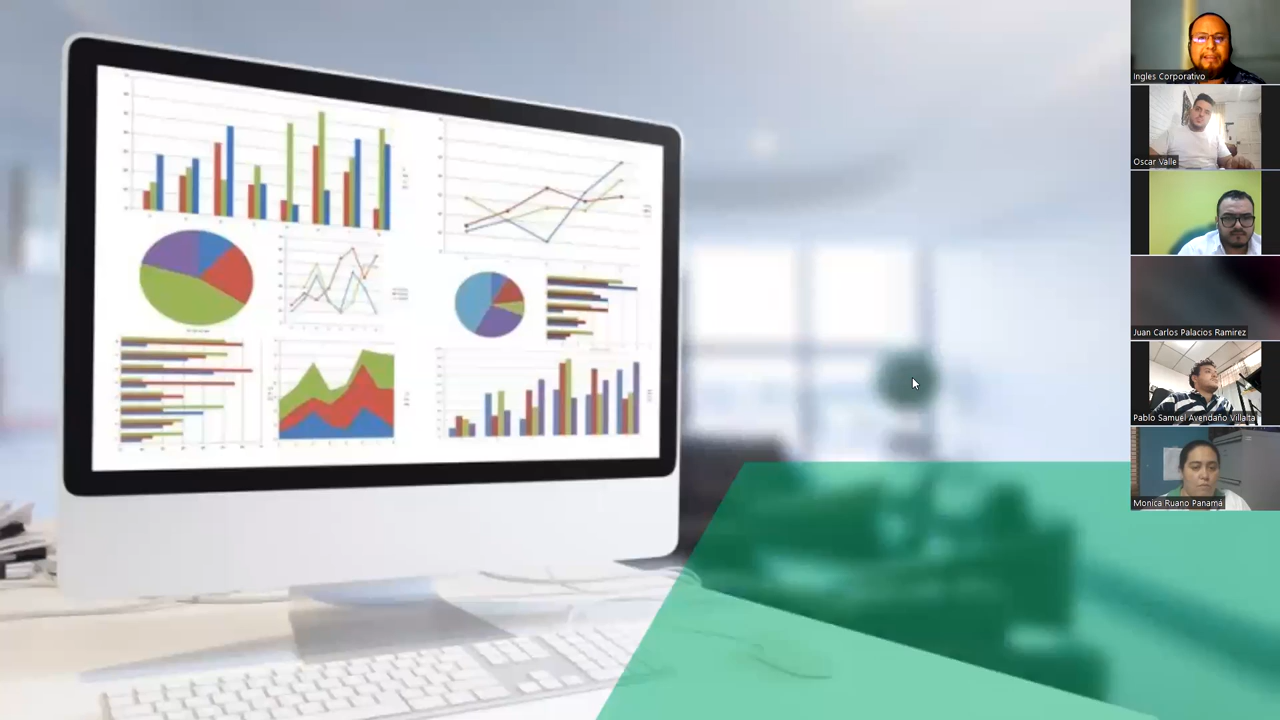 Ingles Corporativo
Oscar Valle
Juan Carlos Palacios Ramirez
Pablo Samuel Avendaño Villalta
Monica Ruano Panamá